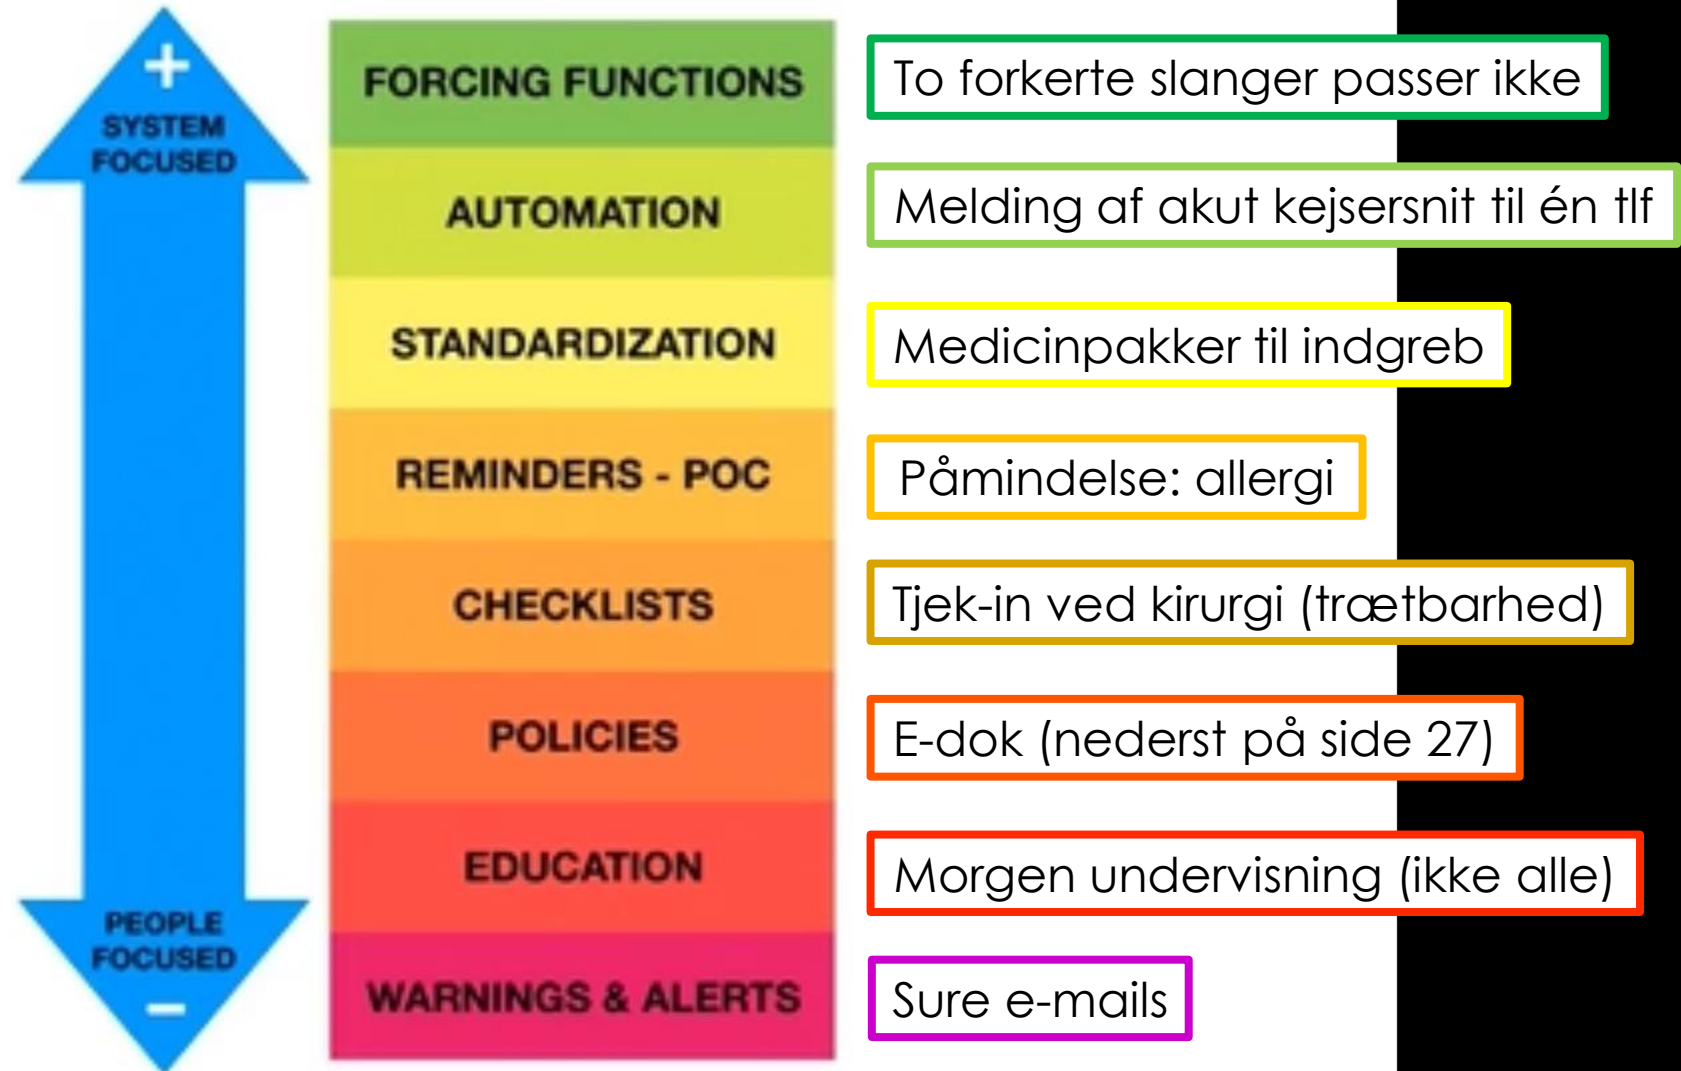 +
SYSTEM
FOCUSED
FORCING FUNCTIONS
To forkerte slanger passer ikke
AUTOMATION
Melding af akut kejsersnit til én tlf
STANDARDIZATION
Medicinpakker til indgreb
REMINDERS - POC
Påmindelse: allergi
CHECKLISTS
Tjek-in ved kirurgi (trætbarhed)
POLICIES
E-dok (nederst på side 27)
EDUCATION
Morgen undervisning (ikke alle)
PEOPLE
FOCUSED
–
WARNINGS & ALERTS
Sure e-mails